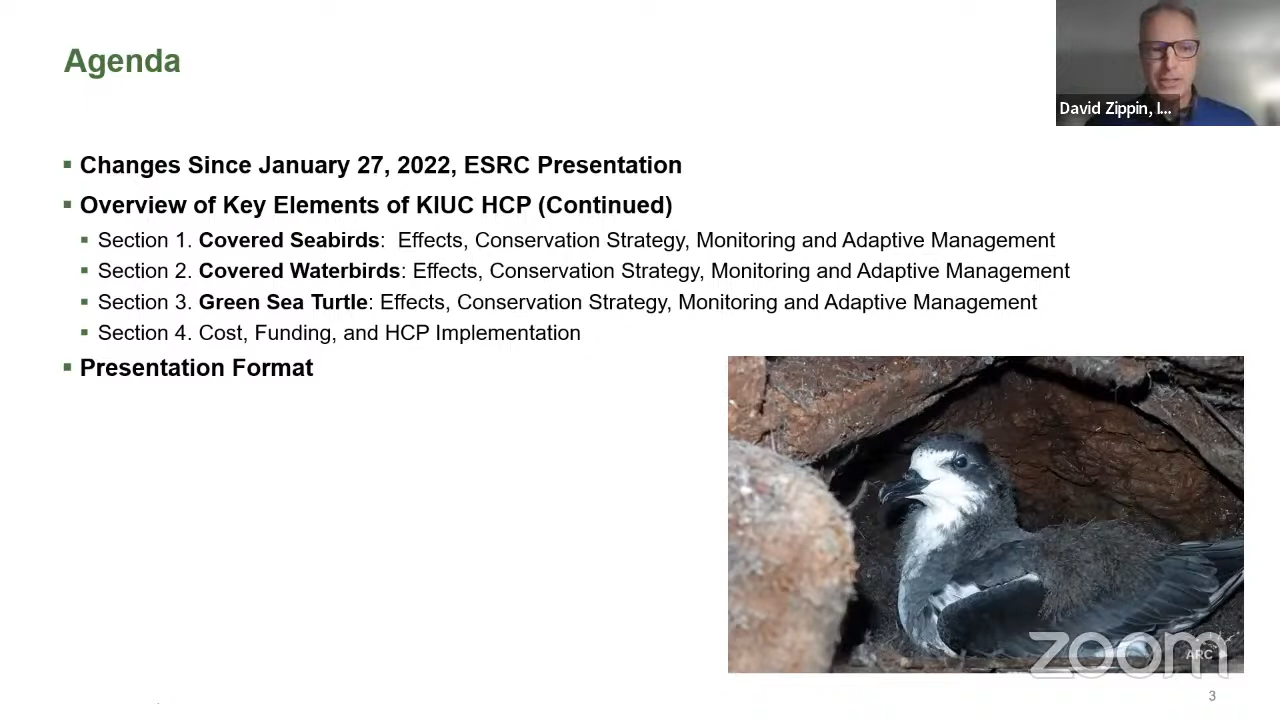 Agenda
David Zippin, I...
▪ Changes Since January 27, 2022, ESRC Presentation
▪ Overview of Key Elements of KIUC HCP (Continued)
▪ Section 1. Covered Seabirds: Effects, Conservation Strategy, Monitoring and Adaptive Management
▪ Section 2. Covered Waterbirds: Effects, Conservation Strategy, Monitoring and Adaptive Management
▪ Section 3. Green Sea Turtle: Effects, Conservation Strategy, Monitoring and Adaptive Management
▪ Section 4. Cost, Funding, and HCP Implementation
▪ Presentation Format
zoom
ARC
3